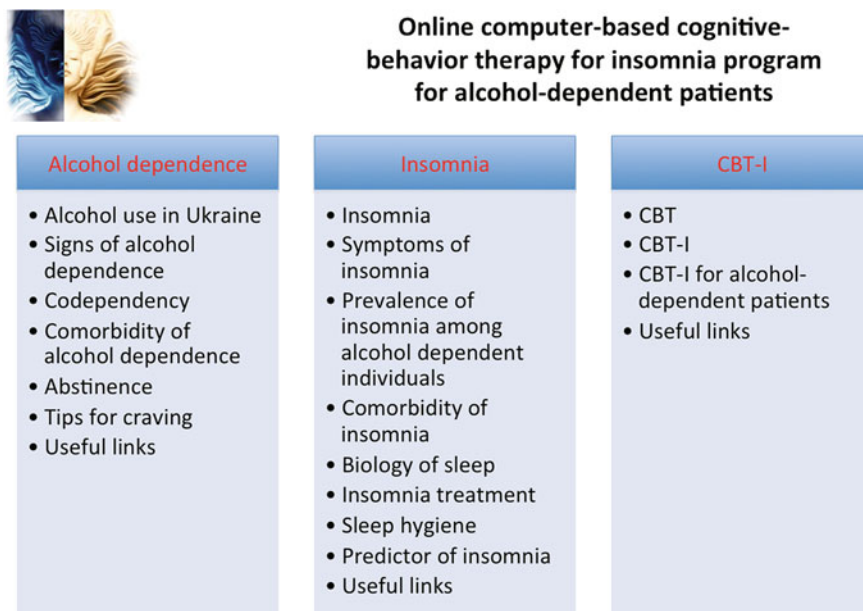 Online computer-based cognitive-
behavior therapy for insomnia program
for alcohol-dependent patients
Alcohol dependence
• Alcohol use in Ukraine
• Signs of alcohol
dependence
• Codependency
• Comorbidity of
alcohol dependence
• Abstinence
• Tips for craving
• Useful links
Insomnia
• Insomnia
• Symptoms of
insomnia
• Prevalence of
insomnia among
alcohol dependent
individuals
• Comorbidity of
insomnia
• Biology of sleep
• Insomnia treatment
• Sleep hygiene
• Predictor of insomnia
• Useful links
CBT-I
• CBT
• CBT-I
• CBT-I for alcohol-
dependent patients
• Useful links